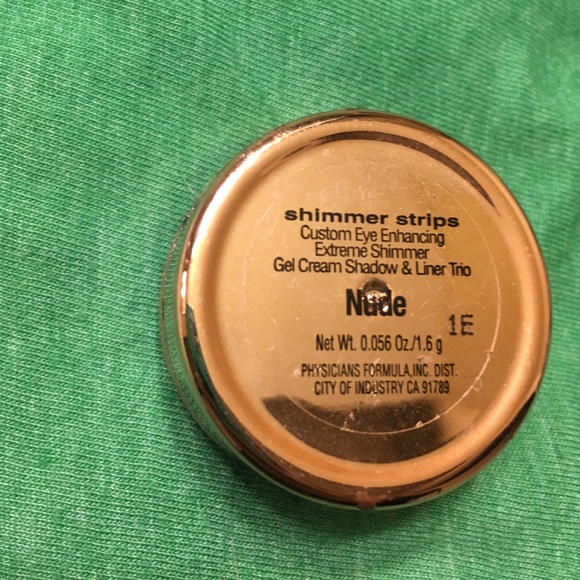 shimmer strips
Custom Eye Enhancing
Extreme Shimmer
Gel Cream Shadow & Liner Trio
Nude
1E
Net Wt. 0.056 Oz./1.6 g
PHYSICIANS FORMULA,INC. DIST.
CITY OF INDUSTRY CA 91789